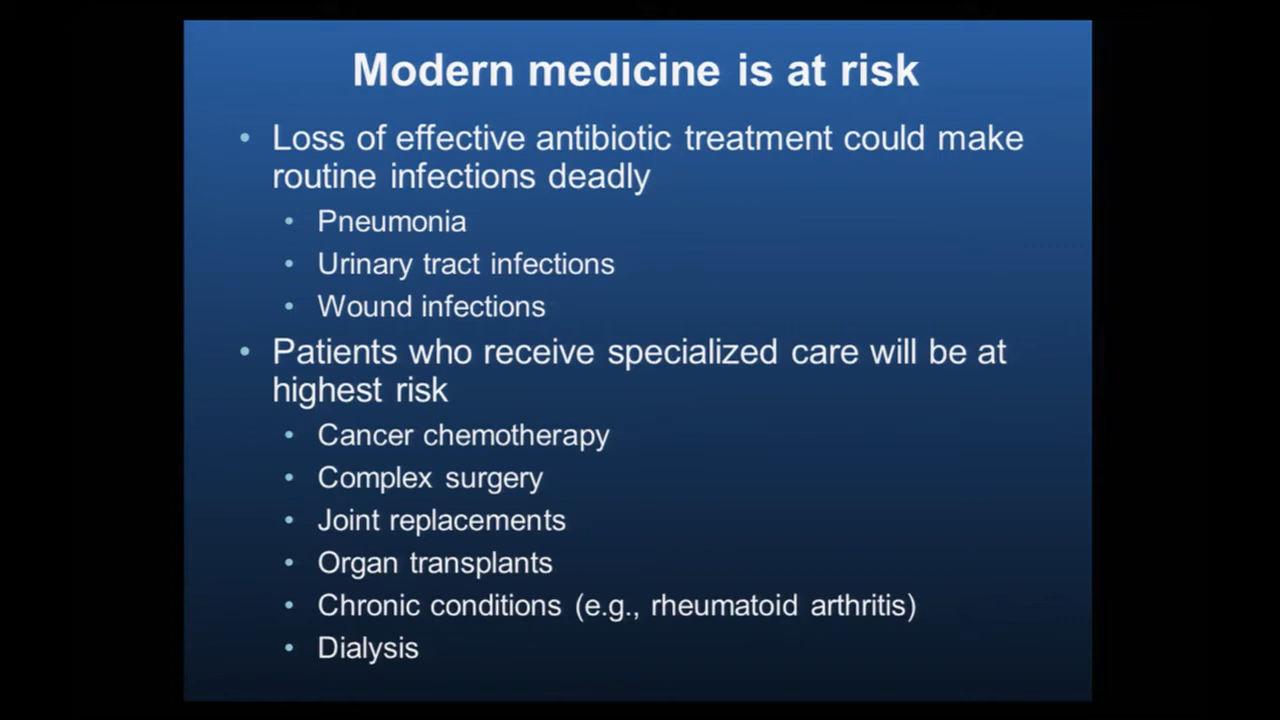 Modern medicine is at risk
• Loss of effective antibiotic treatment could make
routine infections deadly
• Pneumonia
• Urinary tract infections
• Wound infections
• Patients who receive specialized care will be at
highest risk
• Cancer chemotherapy
• Complex surgery
• Joint replacements
• Organ transplants
• Chronic conditions (e.g., rheumatoid arthritis)
• Dialysis